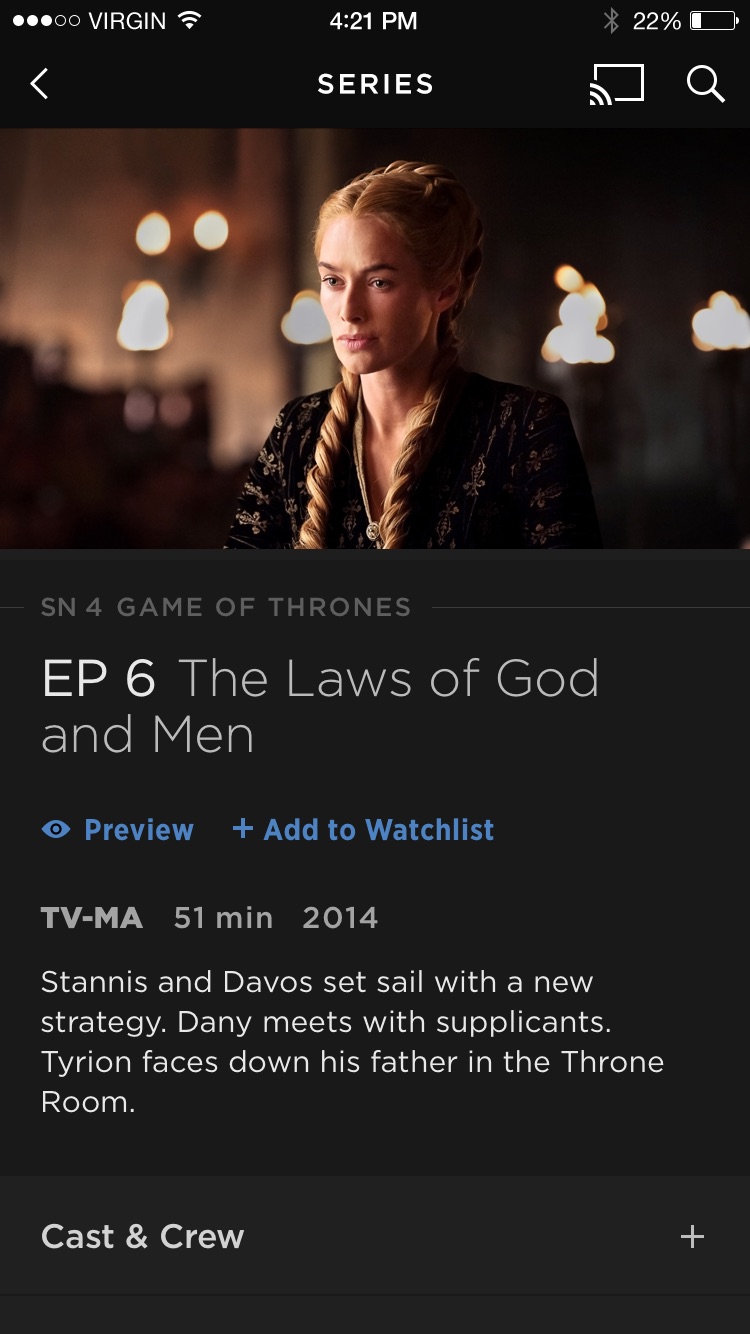 VIRGIN 4:21 PM 22%
SERIES
SN 4 GAME OF THRONES
EP 6 The Laws of God
and Men
Preview + Add to Watchlist
TV-MA 51 min 2014
Stannis and Davos set sail with a new
strategy. Dany meets with supplicants.
Tyrion faces down his father in the Throne
Room.
Cast & Crew +